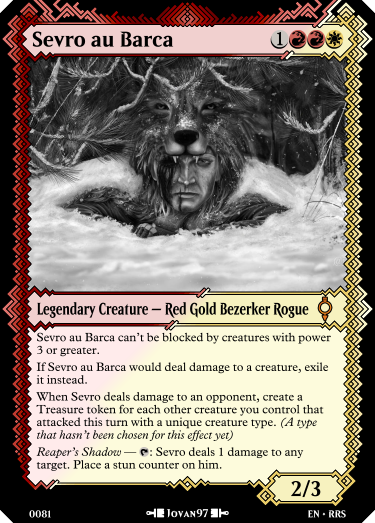 Sevro au Barca 1
Legendary Creature — Red Gold Bezerker Rogue
Sevro au Barca can't be blocked by creatures with power
3 or greater.
If Sevro au Barca would deal damage to a creature, exile
it instead.
When Sevro deals damage to an opponent, create a
Treasure token for each other creature you control that
attacked this turn with a unique creature type. (A type
that hasn't been chosen for this effect yet)
Reaper's Shadow — : Sevro deals 1 damage to any
target. Place a stun counter on him.
2/3
0081 Jovan97 EN • RRS